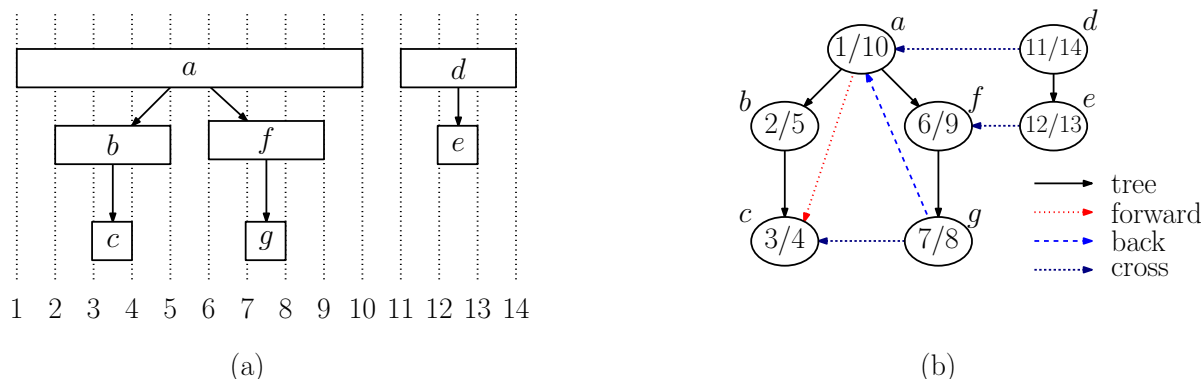 a
d
b
f
e
c
g
1 2 3 4 5 6 7 8 9 10 11 12 13 14
(a)
a
d
1/10
11/14
b
f
e
2/5
6/9
12/13
c
g
3/4
7/8
tree
forward
back
cross
(b)